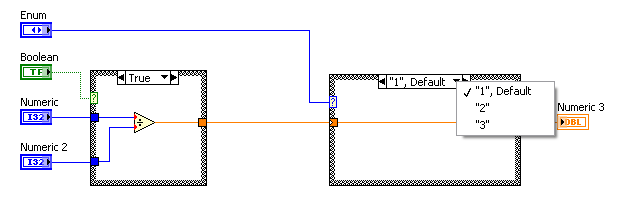 Enum
Boolean
TF
True
"1", Default
"1", Default
"2"
"3"
Numeric
I32
Numeric 3
DBL
Numeric 2
I32